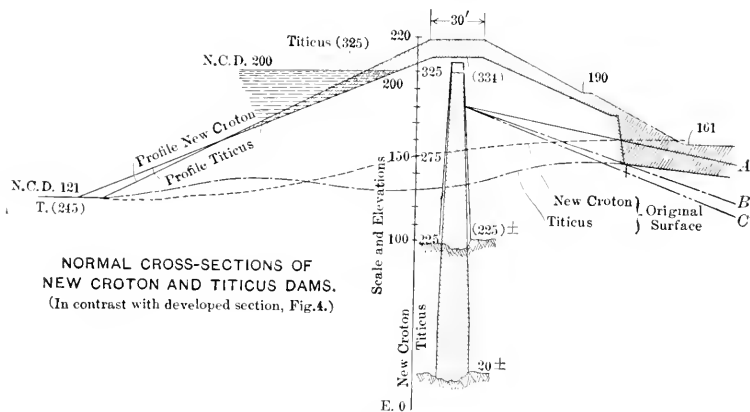 30'
Titicus (325)
220
N.C.D. 200
325
(334)
200
190
Profile New Croton
Profile Titicus
161
150
275
A
N.C.D. 121
T. (245)
New Croton
Titicus
Original
Surface
B
C
225
100
(225)±
Scale and Elevations
NORMAL CROSS-SECTIONS OF
NEW CROTON AND TITICUS DAMS.
(In contrast with developed section, Fig.4.)
New Croton
Titicus
20±
E. 0